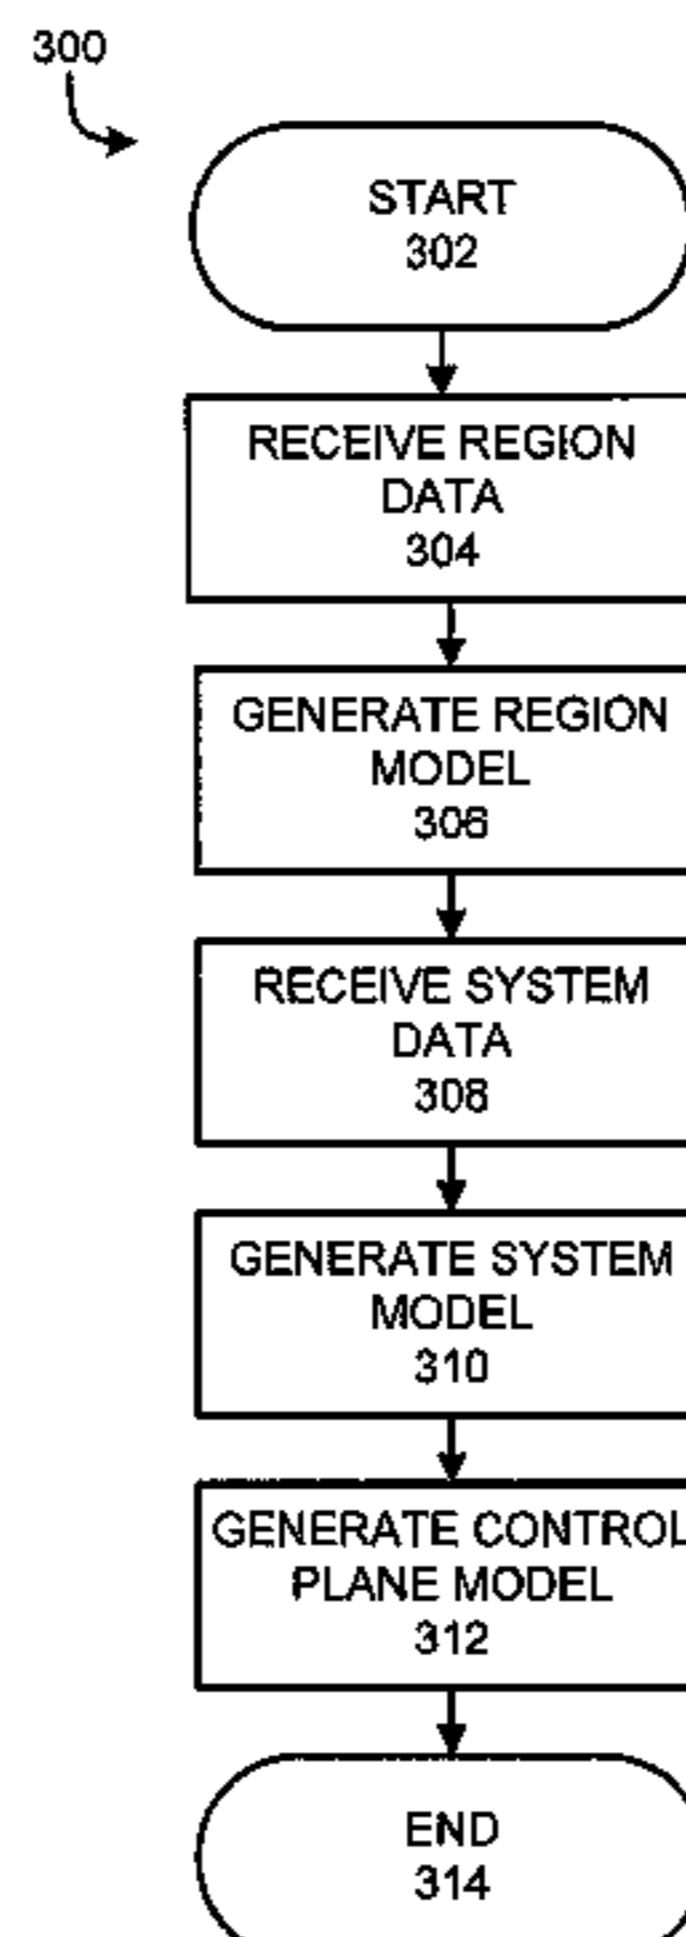 300
START
302
RECEIVE REGION
DATA
304
GENERATE REGION
MODEL
306
RECEIVE SYSTEM
DATA
308
GENERATE SYSTEM
MODEL
310
GENERATE CONTROL
PLANE MODEL
312
END
314